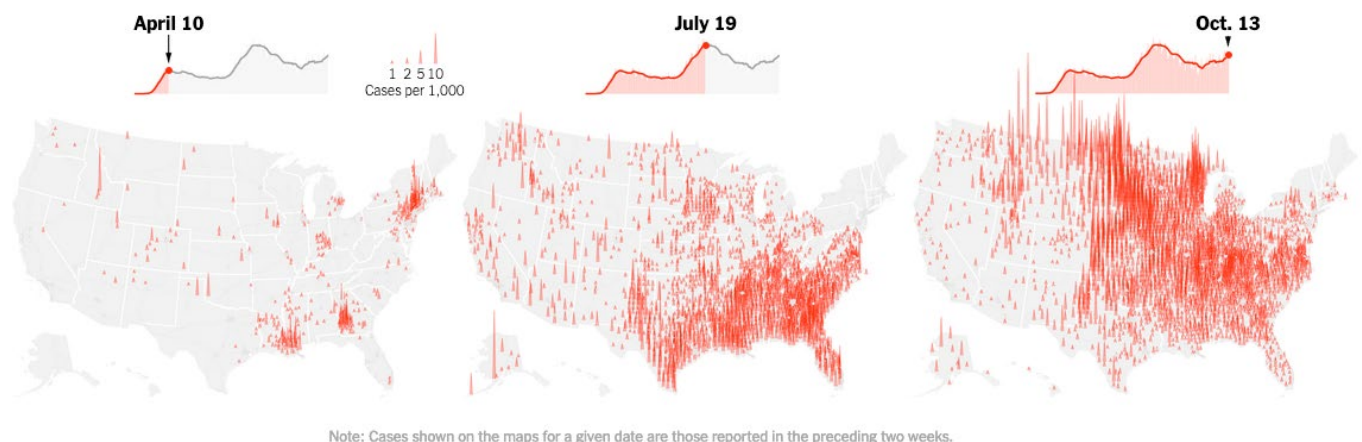 April 10
July 19
Oct. 13
1 2 5 10
Cases per 1,000
Note: Cases shown on the maps for a given date are those reported in the preceding two weeks.